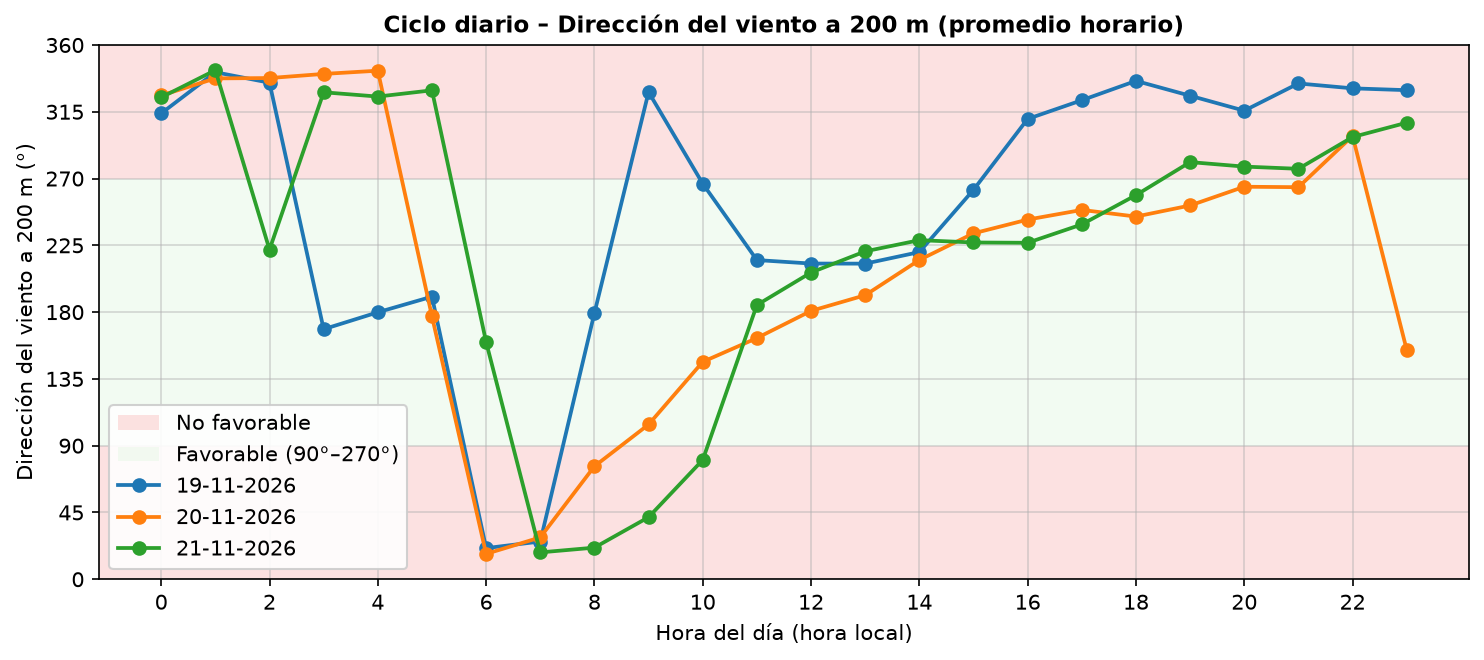 Ciclo diario – Dirección del viento a 200 m (promedio horario)
Dirección del viento a 200 m (°)
360
315
270
225
180
135
90
45
0
No favorable
Favorable (90°–270°)
19-11-2026
20-11-2026
21-11-2026
0 2 4 6 8 10 12 14 16 18 20 22
Hora del día (hora local)